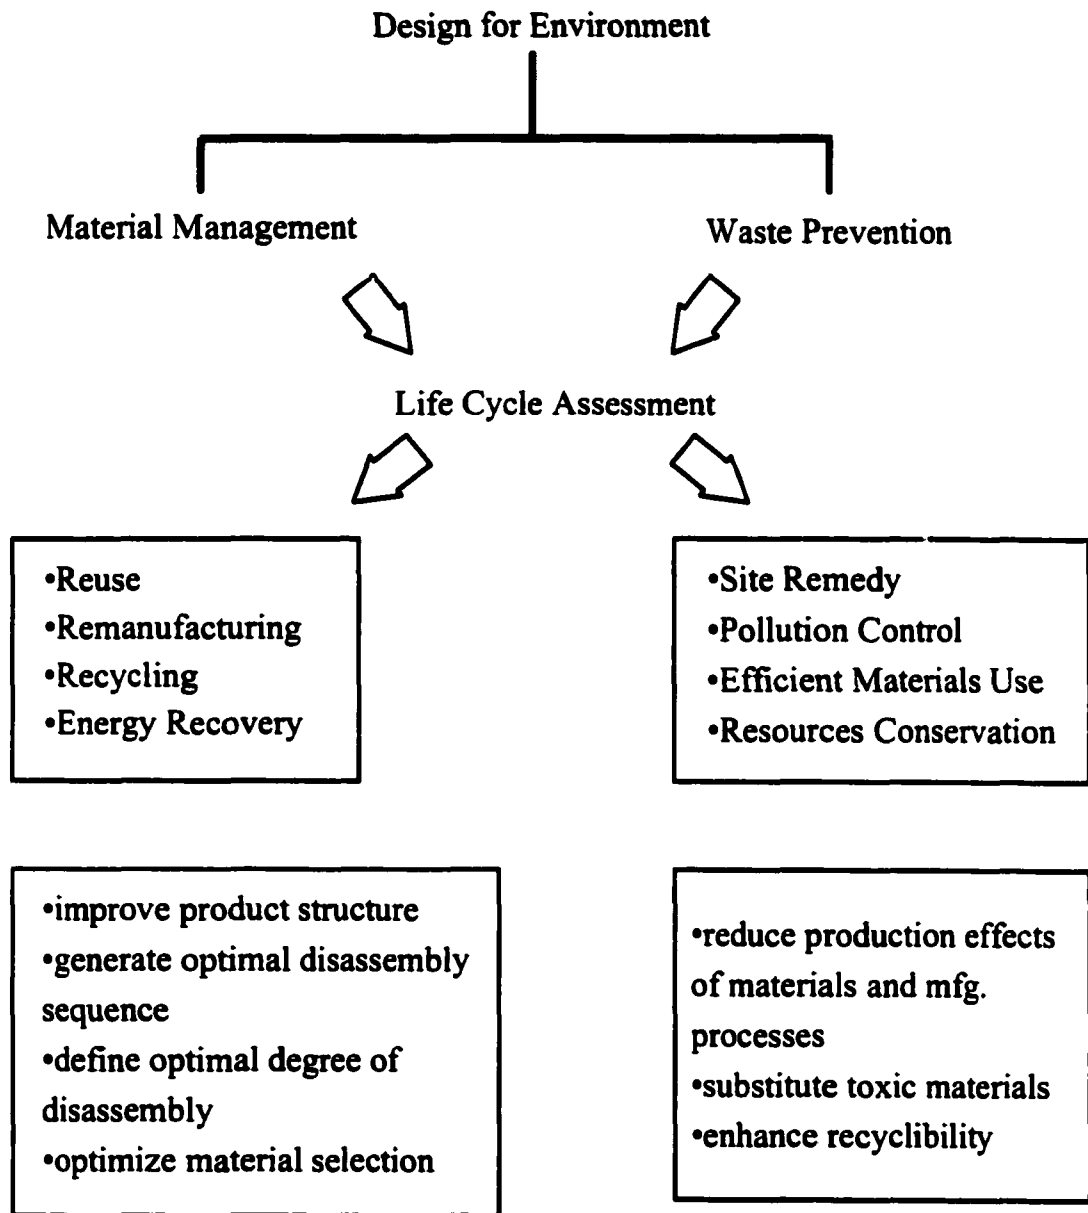 Design for Environment
Material Management
Waste Prevention
Life Cycle Assessment
•Reuse
•Remanufacturing
•Recycling
•Energy Recovery
•Site Remedy
•Pollution Control
•Efficient Materials Use
•Resources Conservation
•improve product structure
•generate optimal disassembly
sequence
•define optimal degree of
disassembly
•optimize material selection
•reduce production effects
of materials and mfg.
processes
•substitute toxic materials
•enhance recyclibility